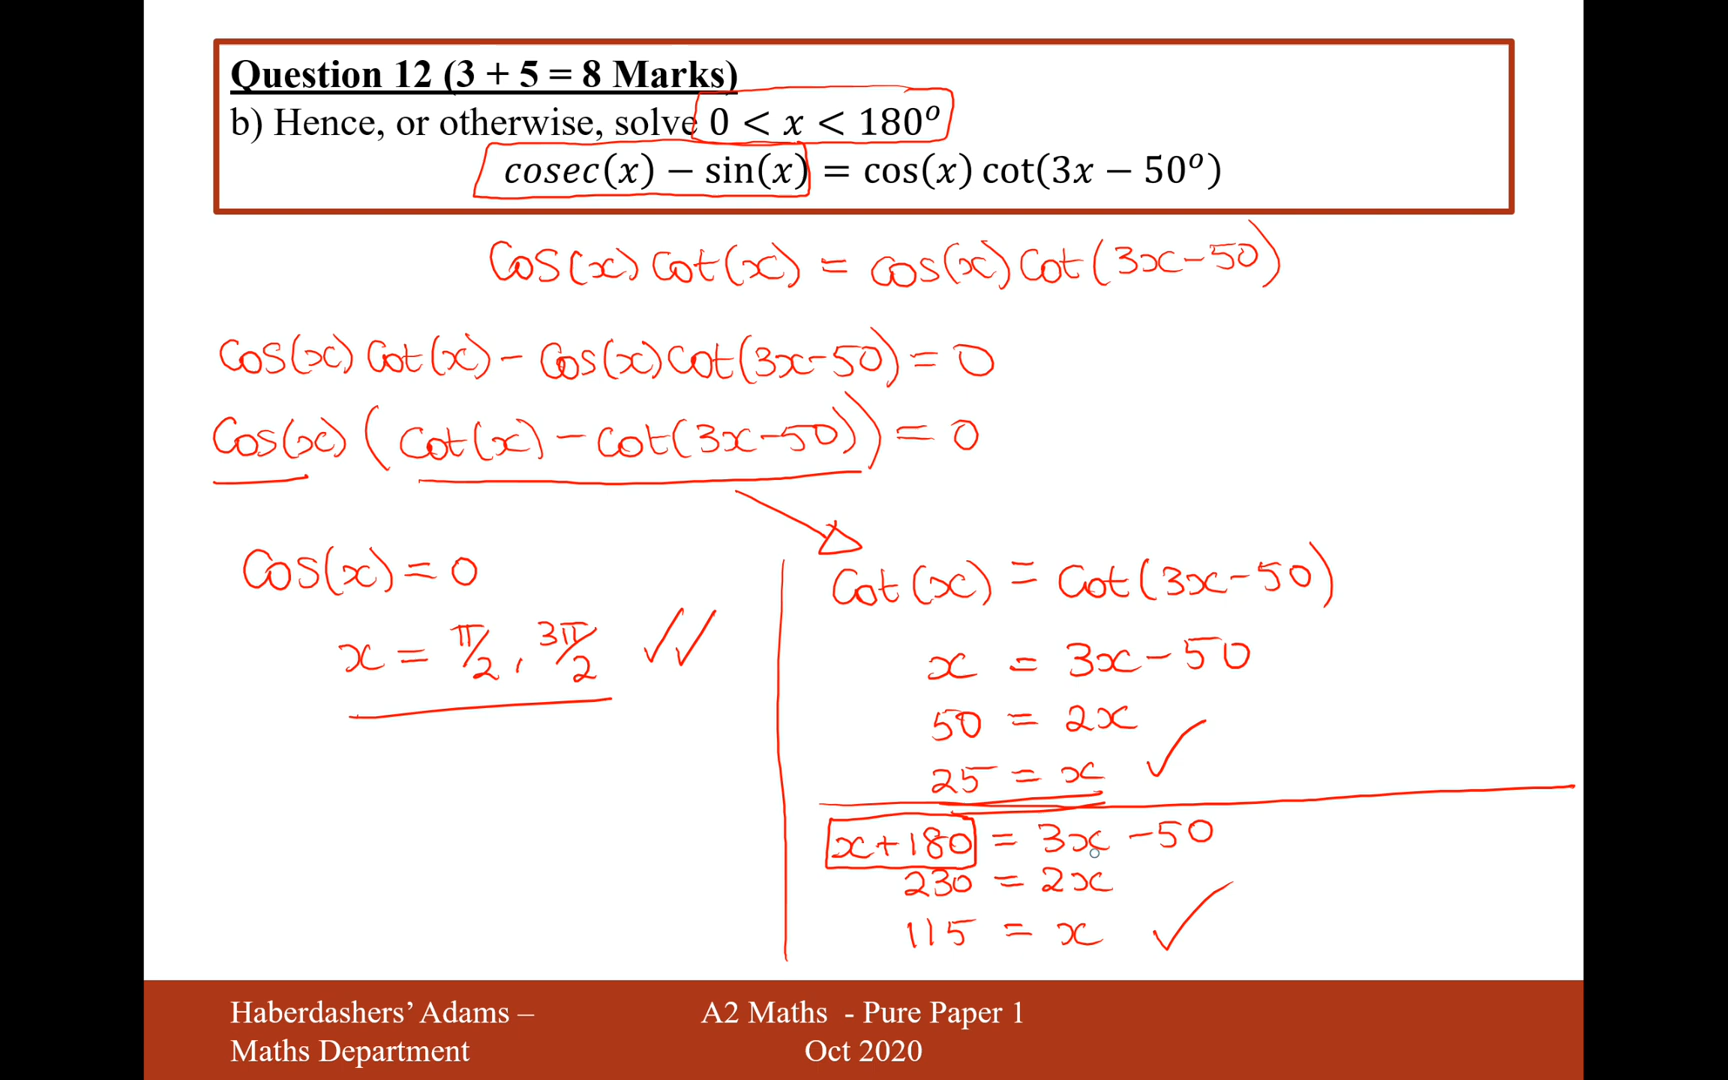 Question 12 (3 + 5 = 8 Marks)
b) Hence, or otherwise, solve 0 < x < 180°
cosec(x) − sin(x) = cos(x) cot(3x − 50°)
Cos(x) Cot(x) = cos(x) Cot(3x-50)
Cos(x) Cot(x) - Cos(x) Cot(3x-50) = 0
Cos(x) (Cot(x) - Cot(3x-50)) = 0
Cos(x) = 0
x = π/2, 3π/2
Cot(x) = Cot(3x-50)
x = 3x-50
50 = 2x
25 = x
x+180 = 3x -50
230 = 2x
115 = x
Haberdashers’ Adams –
Maths Department
A2 Maths - Pure Paper 1
Oct 2020